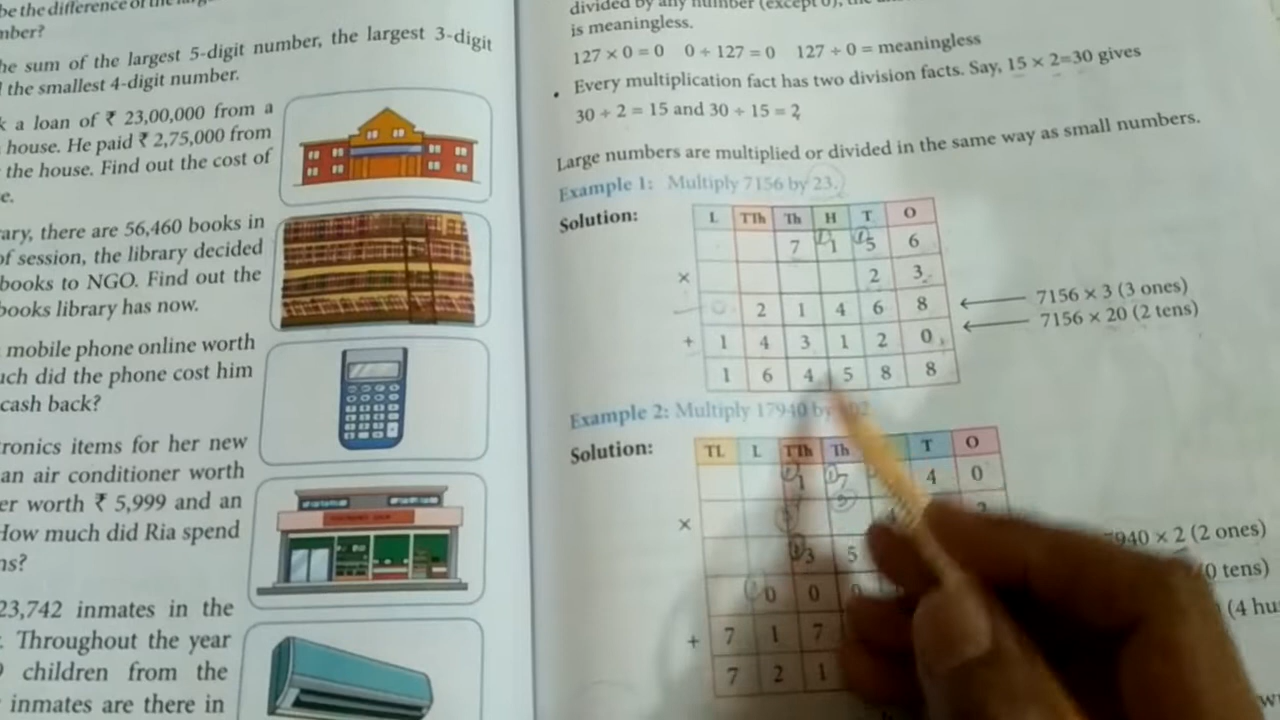 be the difference of the
mber?
he sum of the largest 5-digit number, the largest 3-digit
the smallest 4-digit number.
k a loan of ₹ 23,00,000 from a
house. He paid ₹ 2,75,000 from
the house. Find out the cost of
e.
ary, there are 56,460 books in
of session, the library decided
books to NGO. Find out the
books library has now.
mobile phone online worth
uch did the phone cost him
cash back?
tronics items for her new
an air conditioner worth
er worth ₹ 5,999 and an
How much did Ria spend
ns?
23,742 inmates in the
Throughout the year
children from the
inmates are there in
divided by any number (except 0), the
is meaningless.
127 × 0 = 0 0 ÷ 127 = 0 127 ÷ 0 = meaningless
• Every multiplication fact has two division facts. Say, 15 × 2=30 gives
30 ÷ 2 = 15 and 30 ÷ 15 = 2
Large numbers are multiplied or divided in the same way as small numbers.
Example 1: Multiply 7156 by 23.
Solution:
L TTh Th H T O
7 1 5 6
× 2 3
2 1 4 6 8 ← 7156 × 3 (3 ones)
+ 1 4 3 1 2 0 ← 7156 × 20 (2 tens)
1 6 4 5 8 8
Example 2: Multiply 17940 by
Solution:
TL L TTh Th T O
1 7 4 0
× 2
3 5 940 × 2 (2 ones)
0 0 0 (0 tens)
+ 7 1 7 (4 hu
7 2 1